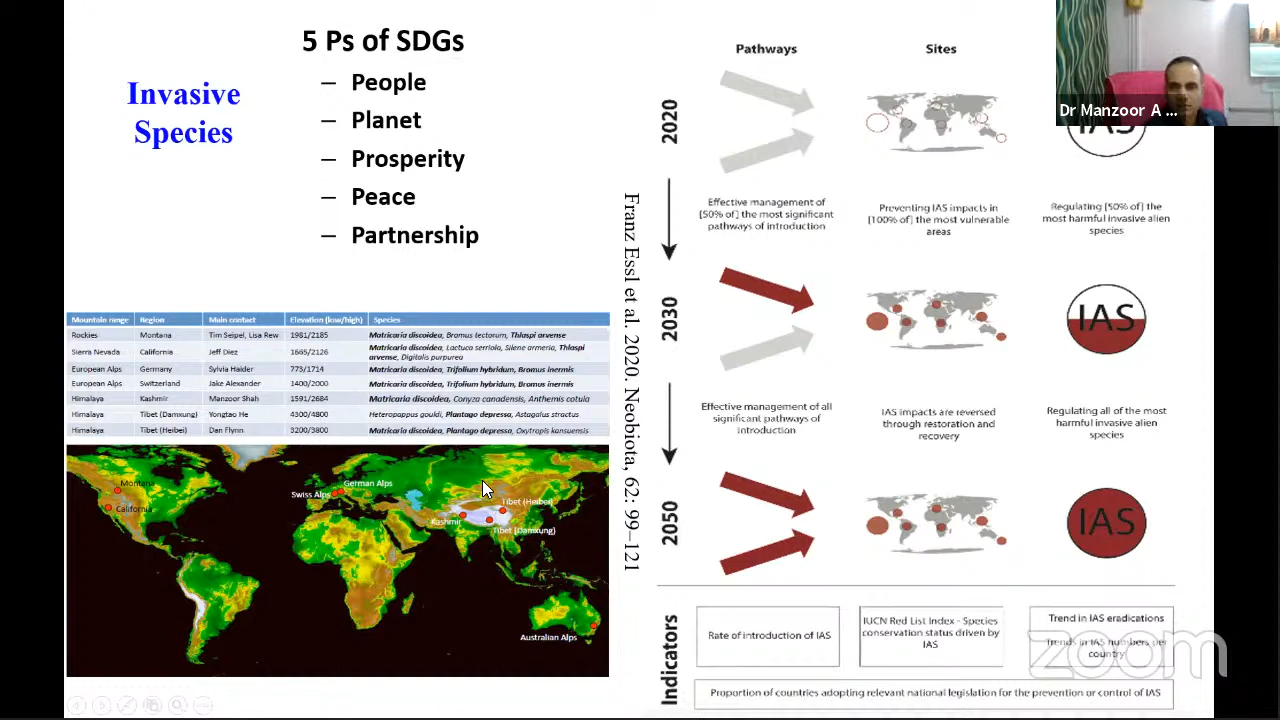 5 Ps of SDGs
– People
– Planet
– Prosperity
– Peace
– Partnership
Invasive
Species
Mountain range Region Main contact Elevation (low/high) Species
Rockies Montana Tim Seipel, Lisa Rew 1981/2185 Matricaria discoidea, Bromus tectorum, Thlaspi arvense
Sierra Nevada California Jeff Diez 1665/2126 Matricaria discoidea, Lactuca serriola, Silene armeria, Thlaspi
arvense, Digitalis purpurea
European Alps Germany Sylvia Haider 773/1714 Matricaria discoidea, Trifolium hybridum, Bromus inermis
European Alps Switzerland Jake Alexander 1400/2000 Matricaria discoidea, Trifolium hybridum, Bromus inermis
Himalaya Kashmir Manzoor Shah 1591/2684 Matricaria discoidea, Conyza canadensis, Anthemis cotula
Himalaya Tibet (Damxung) Yongtao He 4300/4800 Heteropappus gouldi, Plantago depressa, Astagalus stractus
Himalaya Tibet (Heibei) Dan Flynn 3200/3800 Matricaria discoidea, Plantago depressa, Oxytropis kansuensis
Montana
California
Swiss Alps
German Alps
Kashmir
Tibet (Heibei)
Tibet (Damxung)
Australian Alps
Franz Essl et al. 2020. Neobiota, 62: 99–121
Pathways Sites
2020
IAS
Effective management of
[50% of] the most significant
pathways of introduction
Preventing IAS impacts in
[100% of] the most vulnerable
areas
Regulating [50% of] the
most harmful invasive alien
species
2030
IAS
Effective management of all
significant pathways of
introduction
IAS impacts are reversed
through restoration and
recovery
Regulating all of the most
harmful invasive alien
species
2050
IAS
Indicators
Rate of introduction of IAS
IUCN Red List Index - Species
conservation status driven by
IAS
Trend in IAS eradications
Trends in IAS numbers per
country
Proportion of countries adopting relevant national legislation for the prevention or control of IAS
Dr Manzoor A ...
zoom